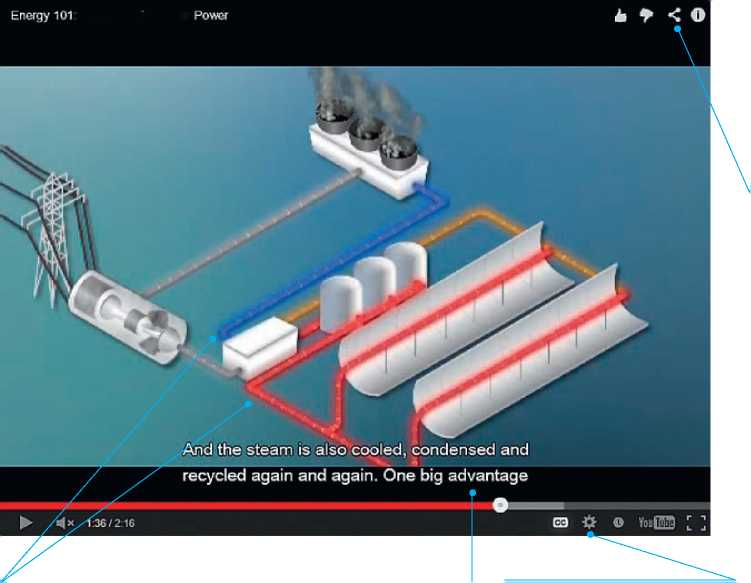 Energy 101: Power
And the steam is also cooled, condensed and
recycled again and again. One big advantage
1:36 / 2:16
CC
YouTube